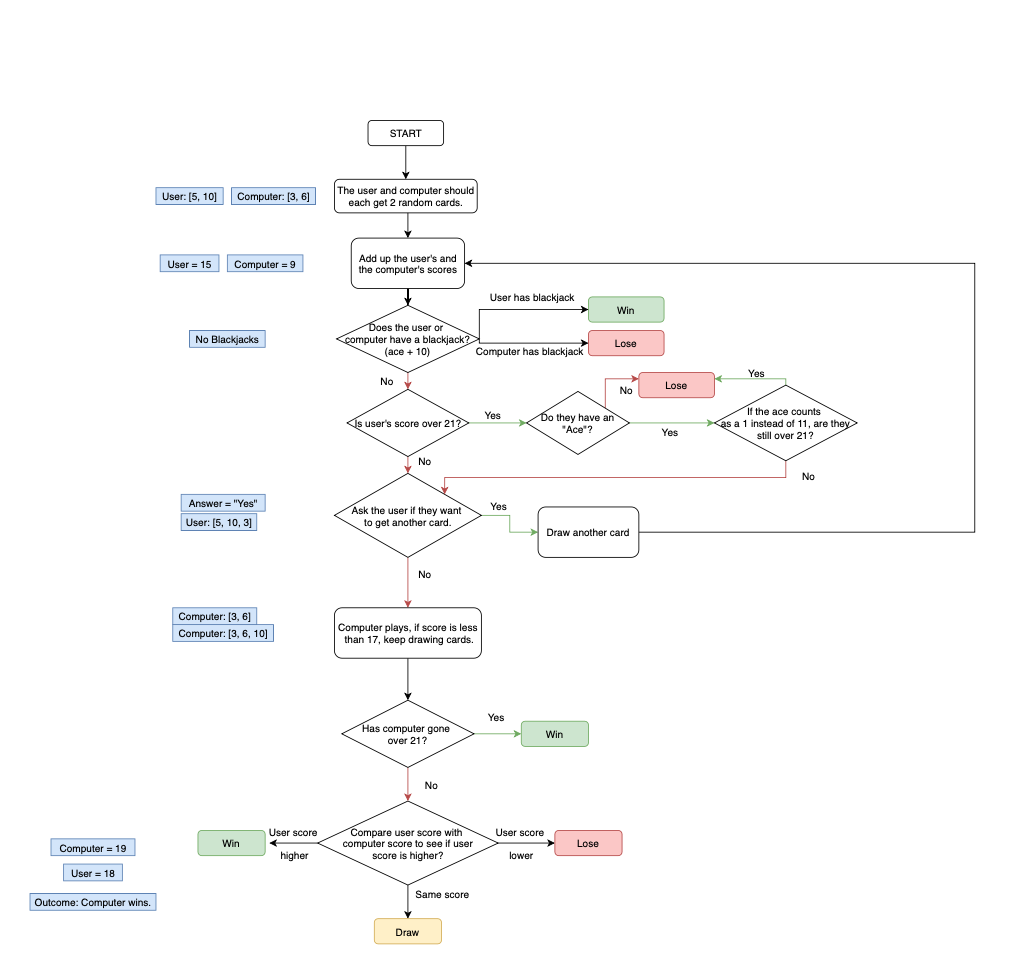 START
The user and computer should
each get 2 random cards.
User: [5, 10]
Computer: [3, 6]
Add up the user's and
the computer's scores
User = 15
Computer = 9
User has blackjack
Win
Does the user or
computer have a blackjack?
(ace + 10)
No Blackjacks
Computer has blackjack
Lose
No
Is user's score over 21?
Yes
Do they have an
"Ace"?
No
Lose
Yes
Yes
If the ace counts
as a 1 instead of 11, are they
still over 21?
No
No
Answer = "Yes"
User: [5, 10, 3]
Ask the user if they want
to get another card.
Yes
Draw another card
No
Computer: [3, 6]
Computer: [3, 6, 10]
Computer plays, if score is less
than 17, keep drawing cards.
Has computer gone
over 21?
Yes
Win
No
Compare user score with
computer score to see if user
score is higher?
User score
higher
Win
User score
lower
Lose
Computer = 19
User = 18
Outcome: Computer wins.
Same score
Draw